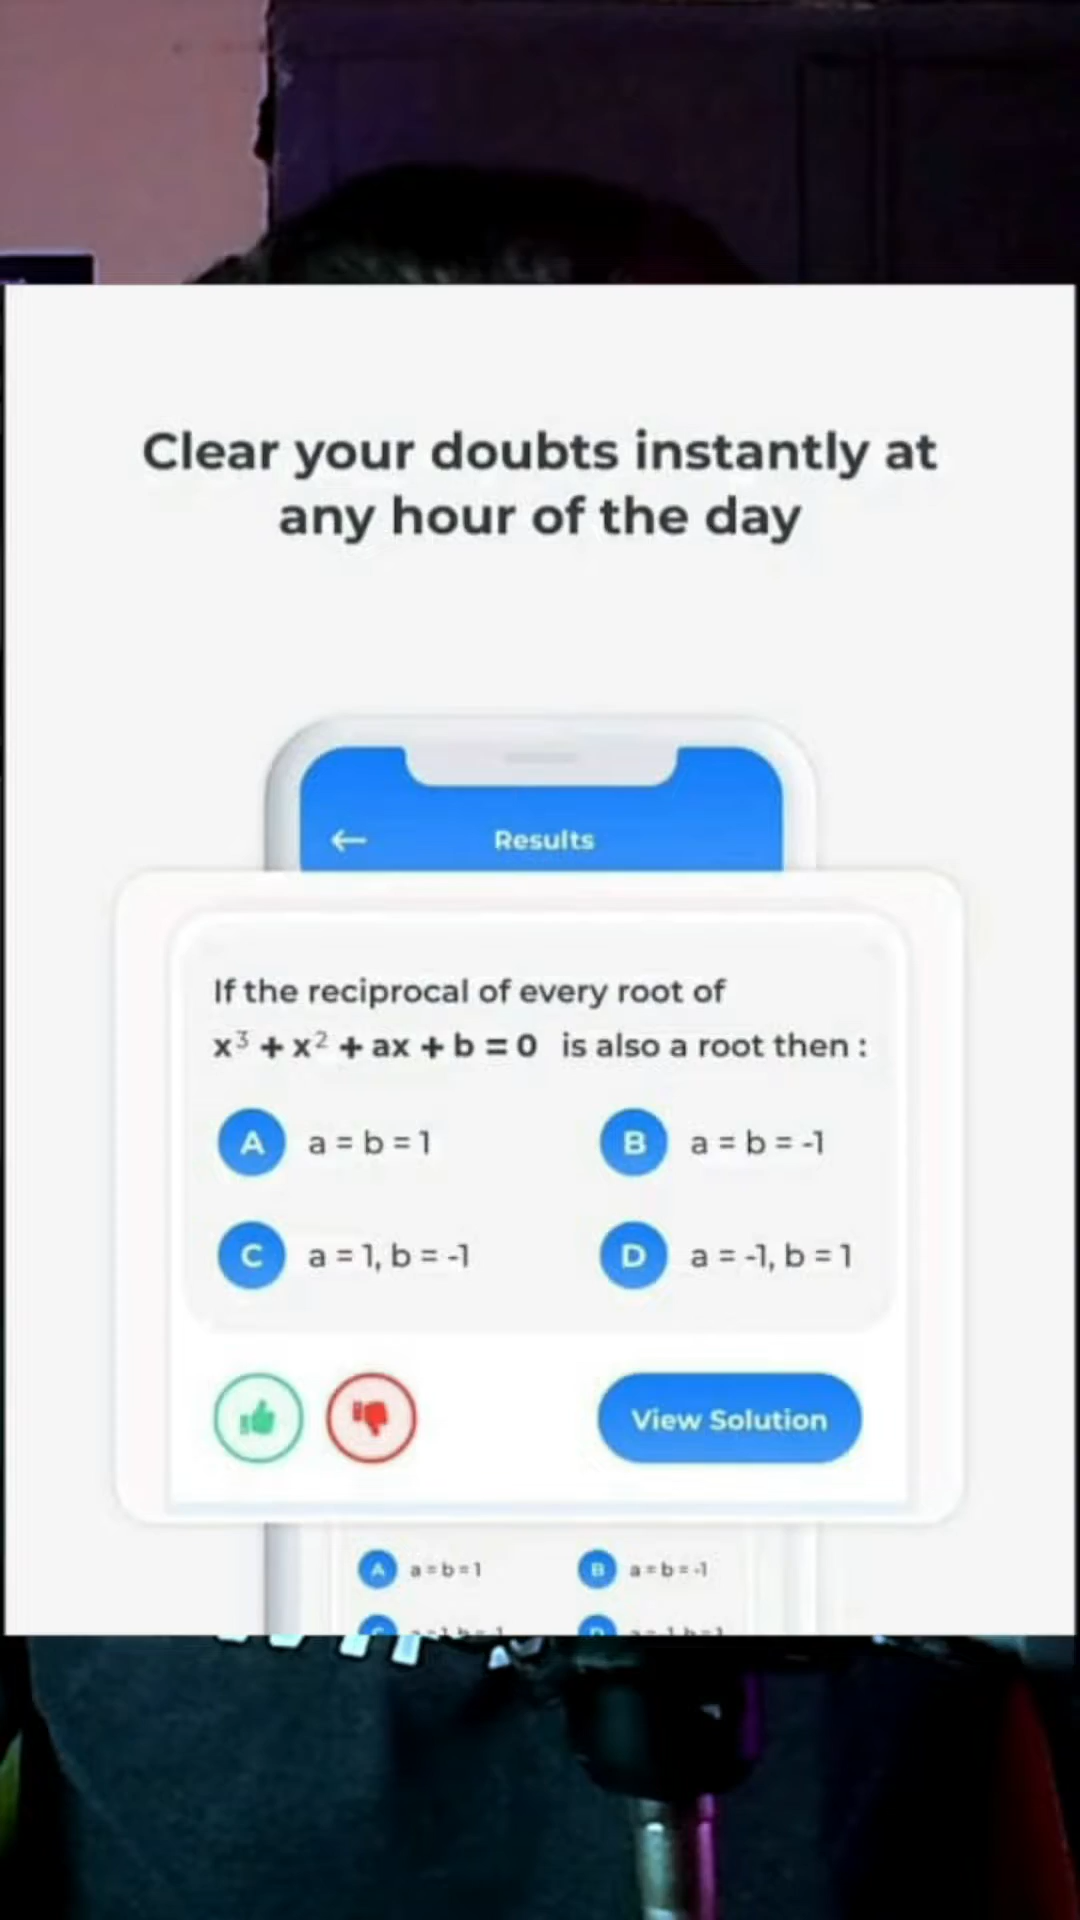 Clear your doubts instantly at
any hour of the day
Results
If the reciprocal of every root of
x³ + x² + ax + b = 0 is also a root then :
A a = b = 1
B a = b = -1
C a = 1, b = -1
D a = -1, b = 1
View Solution
A a = b = 1
B a = b = -1